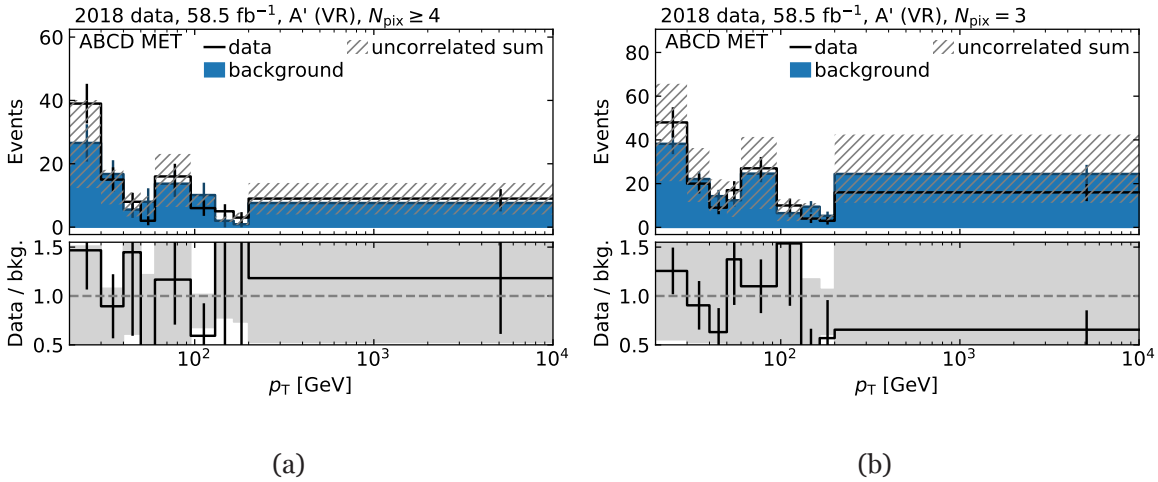 2018 data, 58.5 fb⁻¹, A' (VR), N_pix ≥ 4
ABCD MET
data
background
uncorrelated sum
Events
60
40
20
0
Data / bkg.
1.5
1.0
0.5
10²
10³
10⁴
p_T [GeV]
(a)
2018 data, 58.5 fb⁻¹, A' (VR), N_pix = 3
ABCD MET
data
background
uncorrelated sum
Events
80
60
40
20
0
Data / bkg.
1.5
1.0
0.5
10²
10³
10⁴
p_T [GeV]
(b)